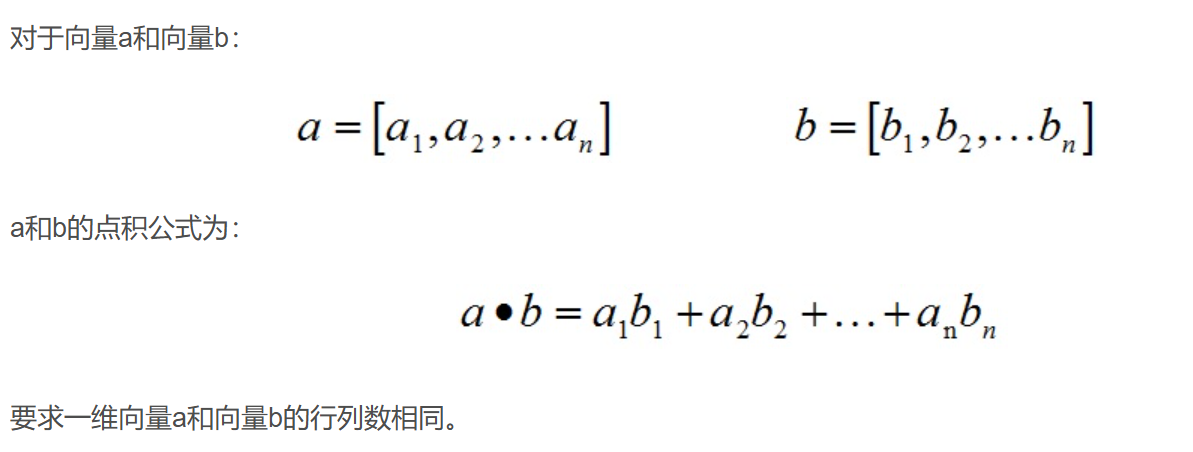 对于向量a和向量b：
a = [a₁,a₂,…aₙ] b = [b₁,b₂,…bₙ]
a和b的点积公式为：
a•b = a₁b₁ + a₂b₂ +…+ aₙbₙ
要求一维向量a和向量b的行列数相同。